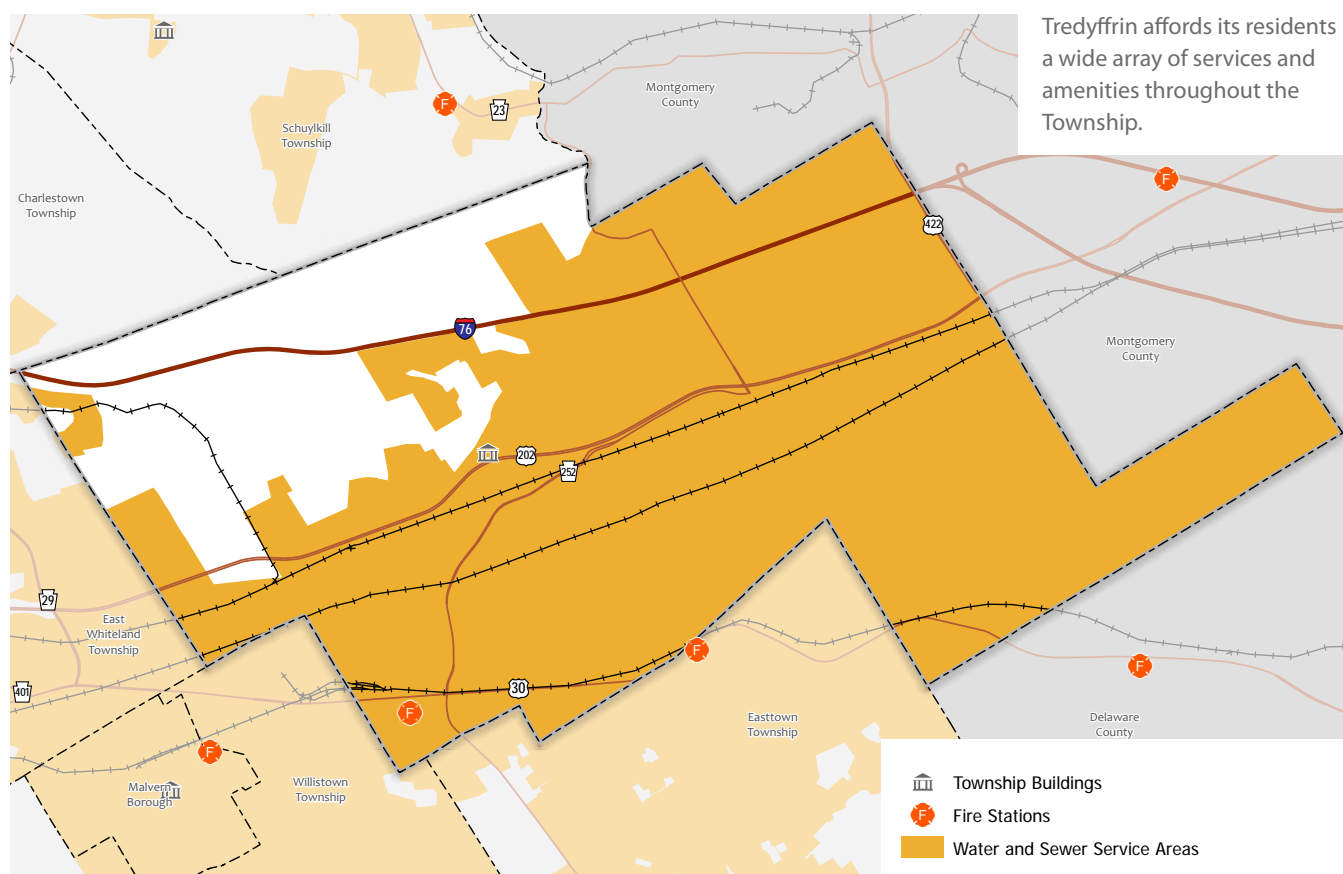 Tredyffrin affords its residents
a wide array of services and
amenities throughout the
Township.
Montgomery
County
F
23
Schuylkill
Township
Charlestown
Township
F
422
76
Montgomery
County
202
252
29
East
Whiteland
Township
F
F
401
30
F
Easttown
Township
Delaware
County
F
Malvern
Borough
Willistown
Township
Township Buildings
F
Fire Stations
Water and Sewer Service Areas